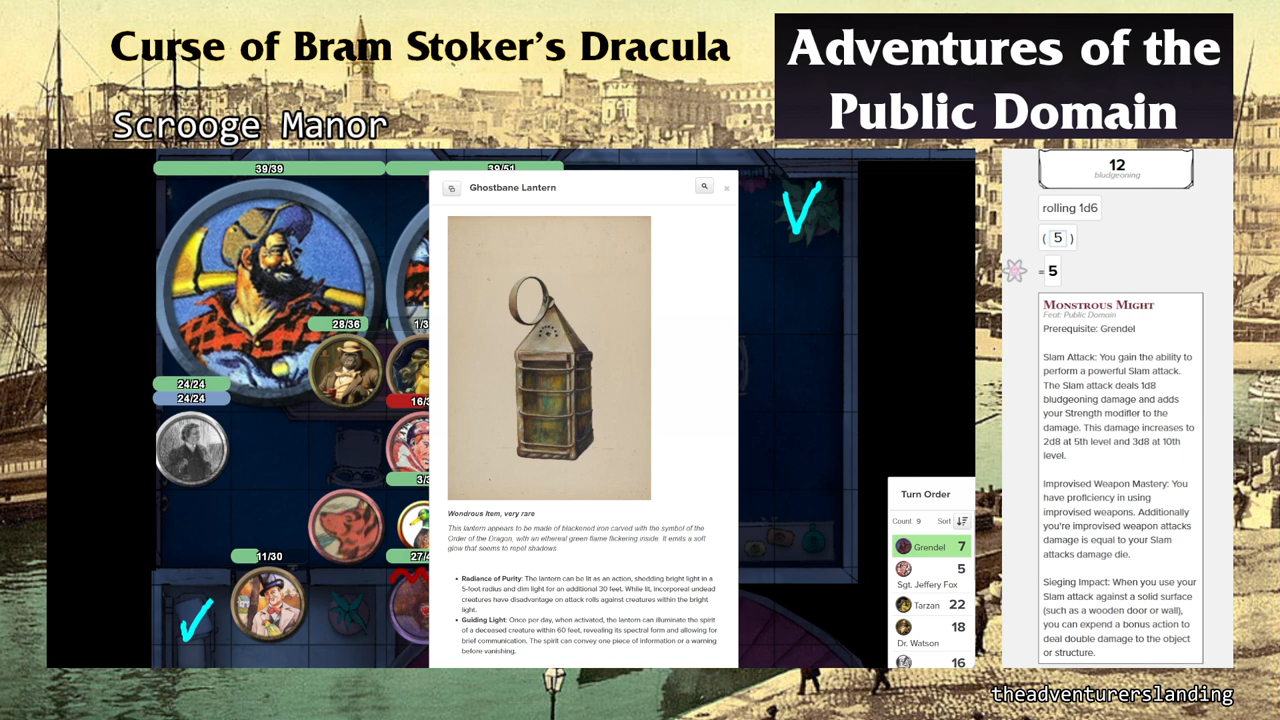 Curse of Bram Stoker's Dracula
Adventures of the
Public Domain
Scrooge Manor
39/39
39/51
28/36
1/3
24/24
24/24
16/3
3/3
11/30
27/4
Ghostbane Lantern
Wondrous Item, very rare
This lantern appears to be made of blackened iron carved with the symbol of the
Order of the Dragon, with an ethereal green flame flickering inside. It emits a soft
glow that seems to repel shadows.
• Radiance of Purity: The lantern can be lit as an action, shedding bright light in a
5-foot radius and dim light for an additional 30 feet. While lit, incorporeal undead
creatures have disadvantage on attack rolls against creatures within the bright
light.
• Guiding Light: Once per day, when activated, the lantern can illuminate the spirit
of a deceased creature within 60 feet, revealing its spectral form and allowing for
brief communication. The spirit can convey one piece of information or a warning
before vanishing.
Turn Order
Count: 9 Sort
Grendel 7
5
Sgt. Jeffery Fox
Tarzan 22
18
Dr. Watson
16
12
bludgeoning
rolling 1d6
( 5 )
= 5
Monstrous Might
Feat: Public Domain
Prerequisite: Grendel
Slam Attack: You gain the ability to
perform a powerful Slam attack.
The Slam attack deals 1d8
bludgeoning damage and adds
your Strength modifier to the
damage. This damage increases to
2d8 at 5th level and 3d8 at 10th
level.
Improvised Weapon Mastery: You
have proficiency in using
improvised weapons. Additionally
you're improvised weapon attacks
damage is equal to your Slam
attacks damage die.
Sieging Impact: When you use your
Slam attack against a solid surface
(such as a wooden door or wall),
you can expend a bonus action to
deal double damage to the object
or structure.
theadventurerslanding